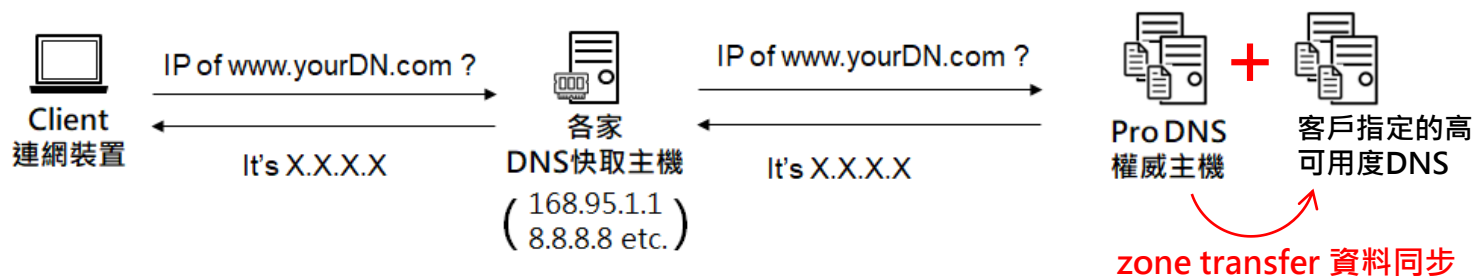 Client
連網裝置
IP of www.yourDN.com ?
It's X.X.X.X
各家
DNS快取主機
( 168.95.1.1
8.8.8.8 etc. )
IP of www.yourDN.com ?
It's X.X.X.X
Pro DNS
權威主機
+
客戶指定的高
可用度DNS
zone transfer 資料同步